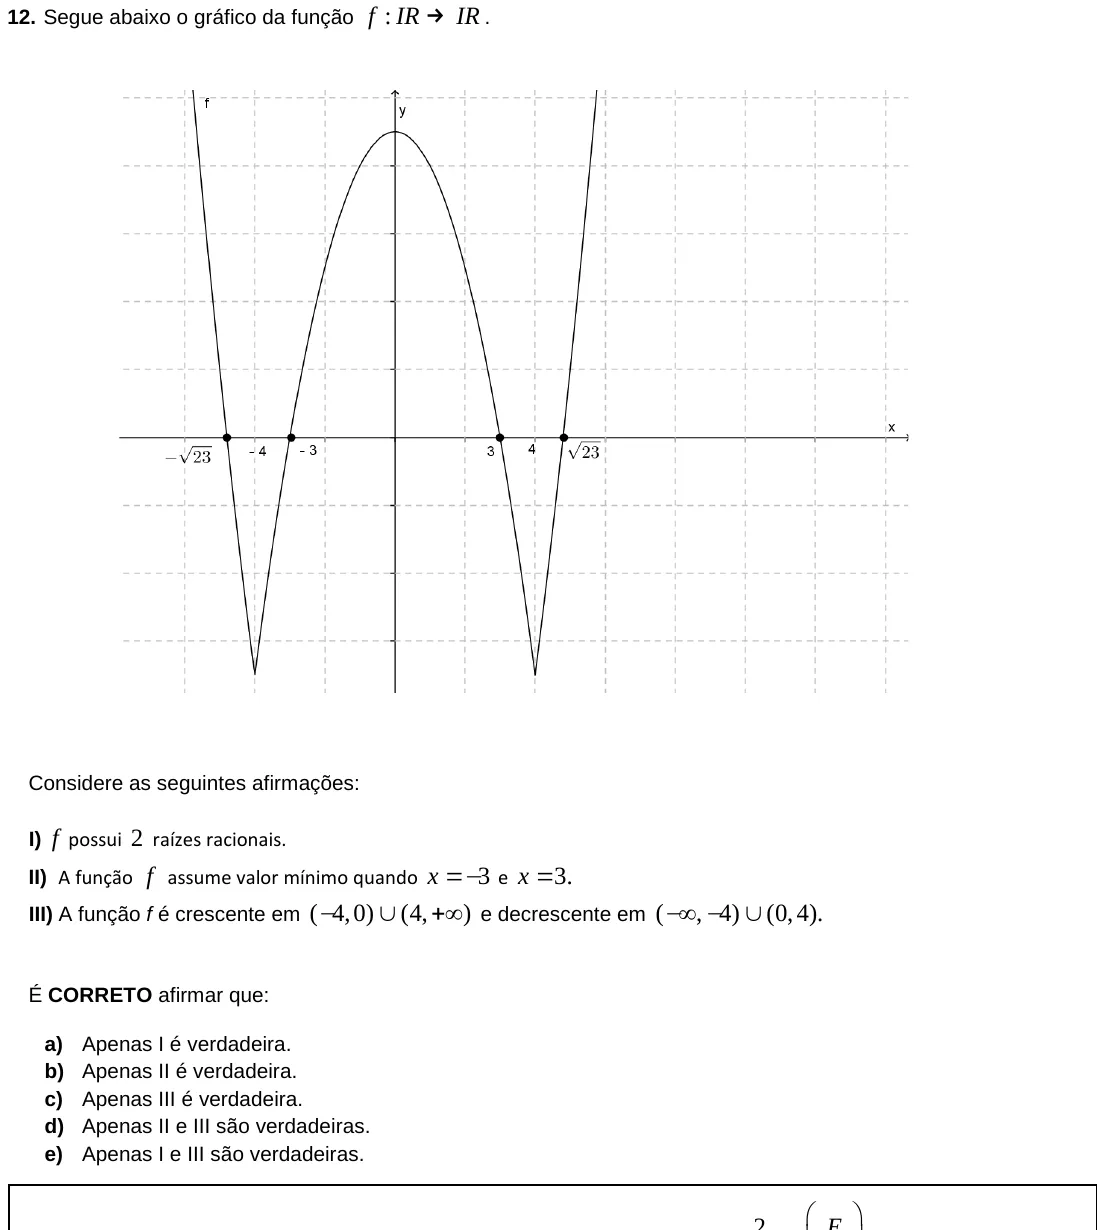 12. Segue abaixo o gráfico da função f : IR → IR .
f
y
x
−√23
- 4
- 3
3
4
√23
Considere as seguintes afirmações:
I) f possui 2 raízes racionais.
II) A função f assume valor mínimo quando x = −3 e x = 3.
III) A função f é crescente em (−4, 0) ∪ (4, +∞) e decrescente em (−∞, −4) ∪ (0, 4).
É CORRETO afirmar que:
a) Apenas I é verdadeira.
b) Apenas II é verdadeira.
c) Apenas III é verdadeira.
d) Apenas II e III são verdadeiras.
e) Apenas I e III são verdadeiras.